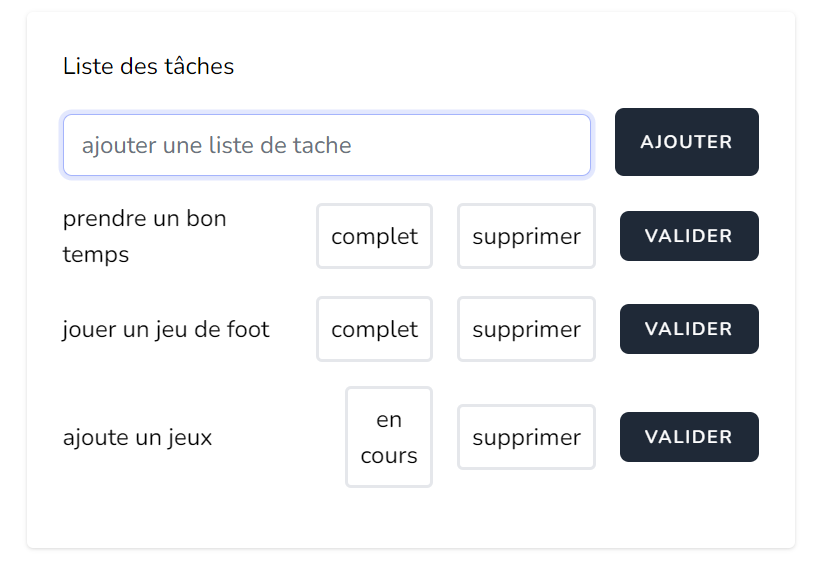 Liste des tâches
ajouter une liste de tache
AJOUTER
prendre un bon
temps
complet
supprimer
VALIDER
jouer un jeu de foot
complet
supprimer
VALIDER
ajoute un jeux
en
cours
supprimer
VALIDER